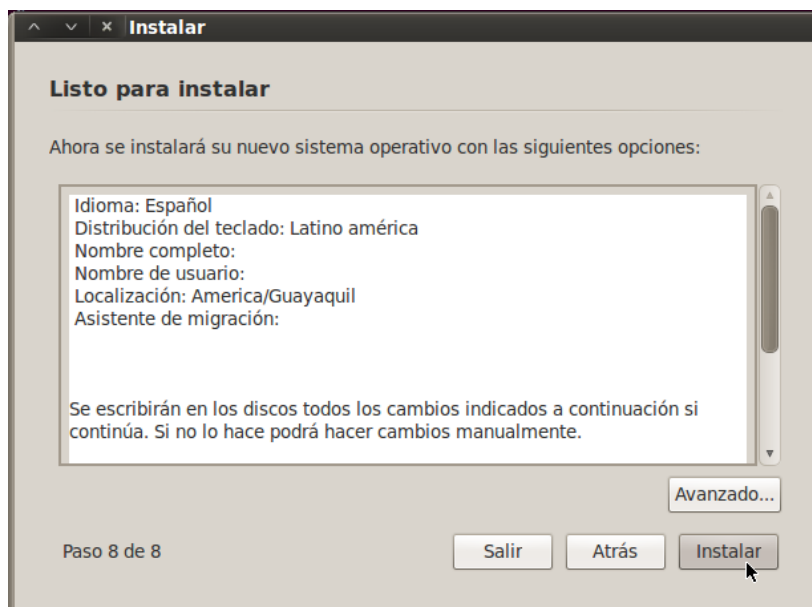 Instalar
Listo para instalar
Ahora se instalará su nuevo sistema operativo con las siguientes opciones:
Idioma: Español
Distribución del teclado: Latino américa
Nombre completo:
Nombre de usuario:
Localización: America/Guayaquil
Asistente de migración:
Se escribirán en los discos todos los cambios indicados a continuación si
continúa. Si no lo hace podrá hacer cambios manualmente.
Avanzado...
Paso 8 de 8
Salir
Atrás
Instalar